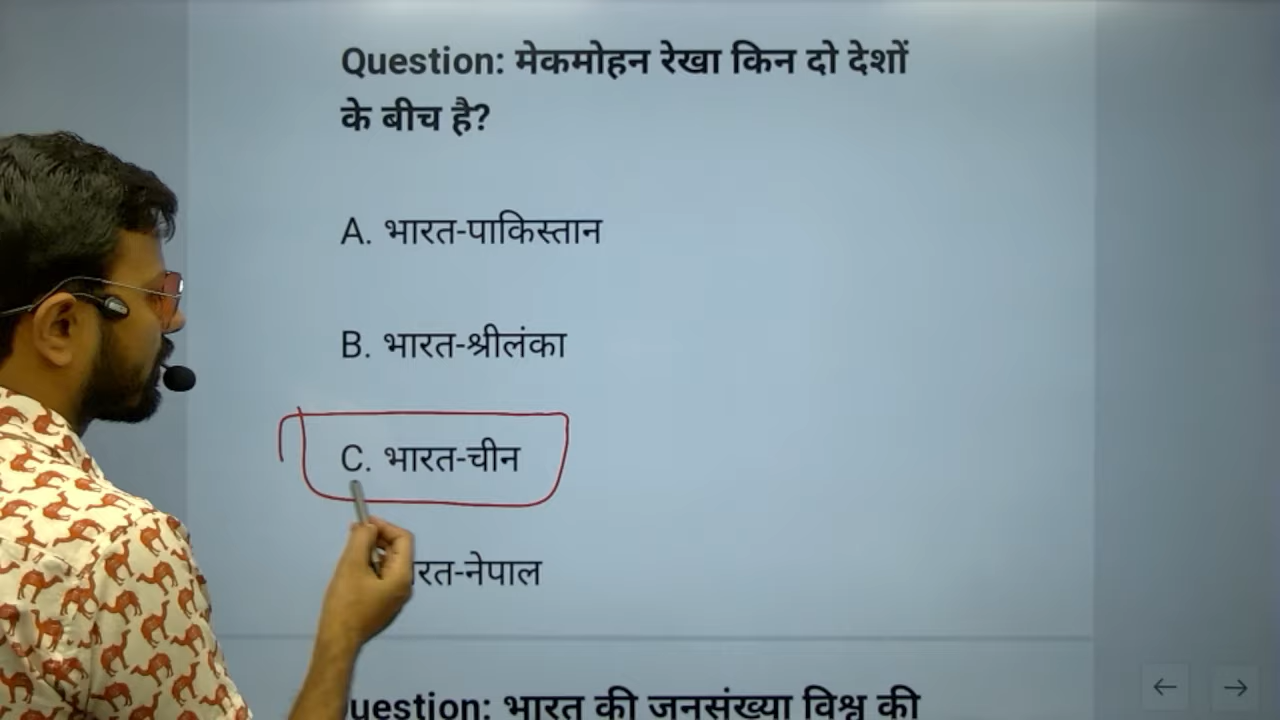 Question: मेकमोहन रेखा किन दो देशों
के बीच है?
A. भारत-पाकिस्तान
B. भारत-श्रीलंका
C. भारत-चीन
रत-नेपाल
uestion: भारत की जनसंख्या विश्व की